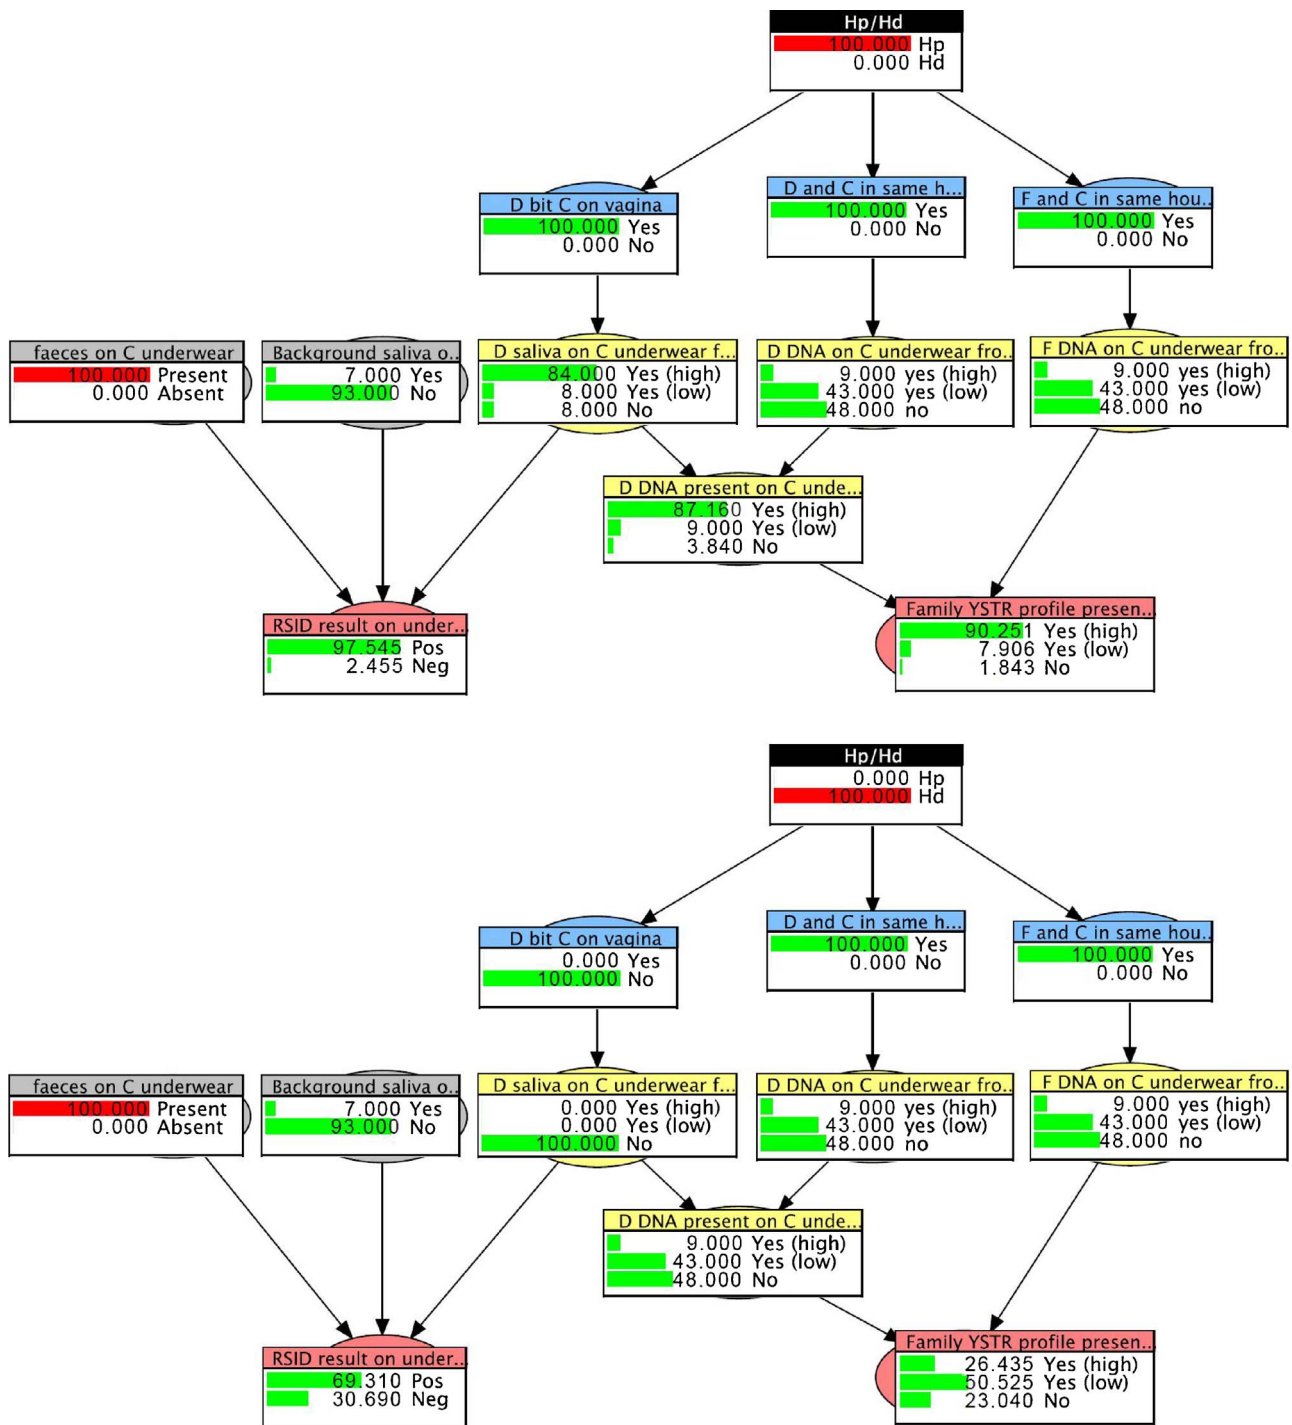 Hp/Hd
100.000 Hp
0.000 Hd
D bit C on vagina
100.000 Yes
0.000 No
D and C in same h...
100.000 Yes
0.000 No
F and C in same hou..
100.000 Yes
0.000 No
faeces on C underwear
100.000 Present
0.000 Absent
Background saliva o..
7.000 Yes
93.000 No
D saliva on C underwear f...
84.000 Yes (high)
8.000 Yes (low)
8.000 No
D DNA on C underwear fro...
9.000 yes (high)
43.000 yes (low)
48.000 no
F DNA on C underwear fro...
9.000 yes (high)
43.000 yes (low)
48.000 no
D DNA present on C unde...
87.160 Yes (high)
9.000 Yes (low)
3.840 No
RSID result on under...
97.545 Pos
2.455 Neg
Family YSTR profile presen...
90.251 Yes (high)
7.906 Yes (low)
1.843 No
Hp/Hd
0.000 Hp
100.000 Hd
D bit C on vagina
0.000 Yes
100.000 No
D and C in same h...
100.000 Yes
0.000 No
F and C in same hou..
100.000 Yes
0.000 No
faeces on C underwear
100.000 Present
0.000 Absent
Background saliva o..
7.000 Yes
93.000 No
D saliva on C underwear f...
0.000 Yes (high)
0.000 Yes (low)
100.000 No
D DNA on C underwear fro...
9.000 yes (high)
43.000 yes (low)
48.000 no
F DNA on C underwear fro...
9.000 yes (high)
43.000 yes (low)
48.000 no
D DNA present on C unde...
9.000 Yes (high)
43.000 Yes (low)
48.000 No
RSID result on under...
69.310 Pos
30.690 Neg
Family YSTR profile presen...
26.435 Yes (high)
50.525 Yes (low)
23.040 No